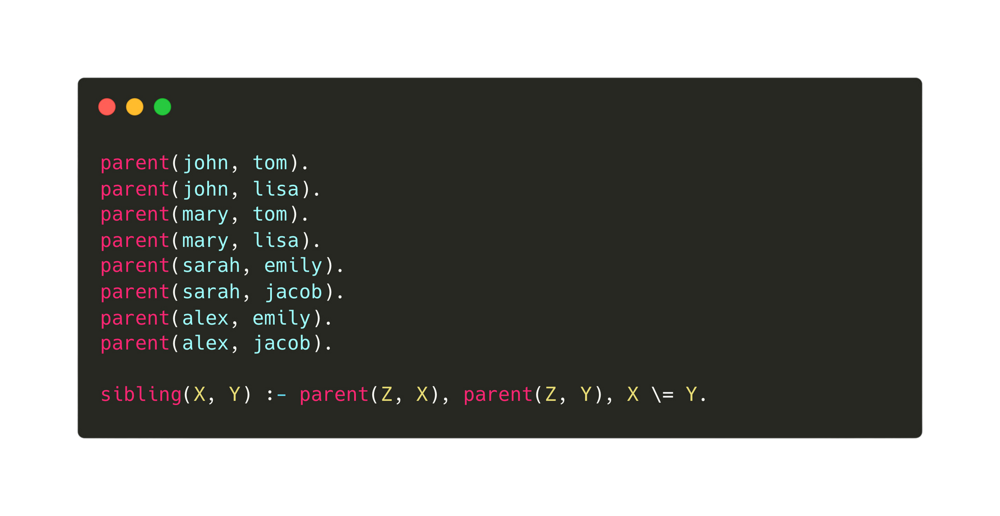 parent(john, tom).
parent(john, lisa).
parent(mary, tom).
parent(mary, lisa).
parent(sarah, emily).
parent(sarah, jacob).
parent(alex, emily).
parent(alex, jacob).
sibling(X, Y) :- parent(Z, X), parent(Z, Y), X \= Y.